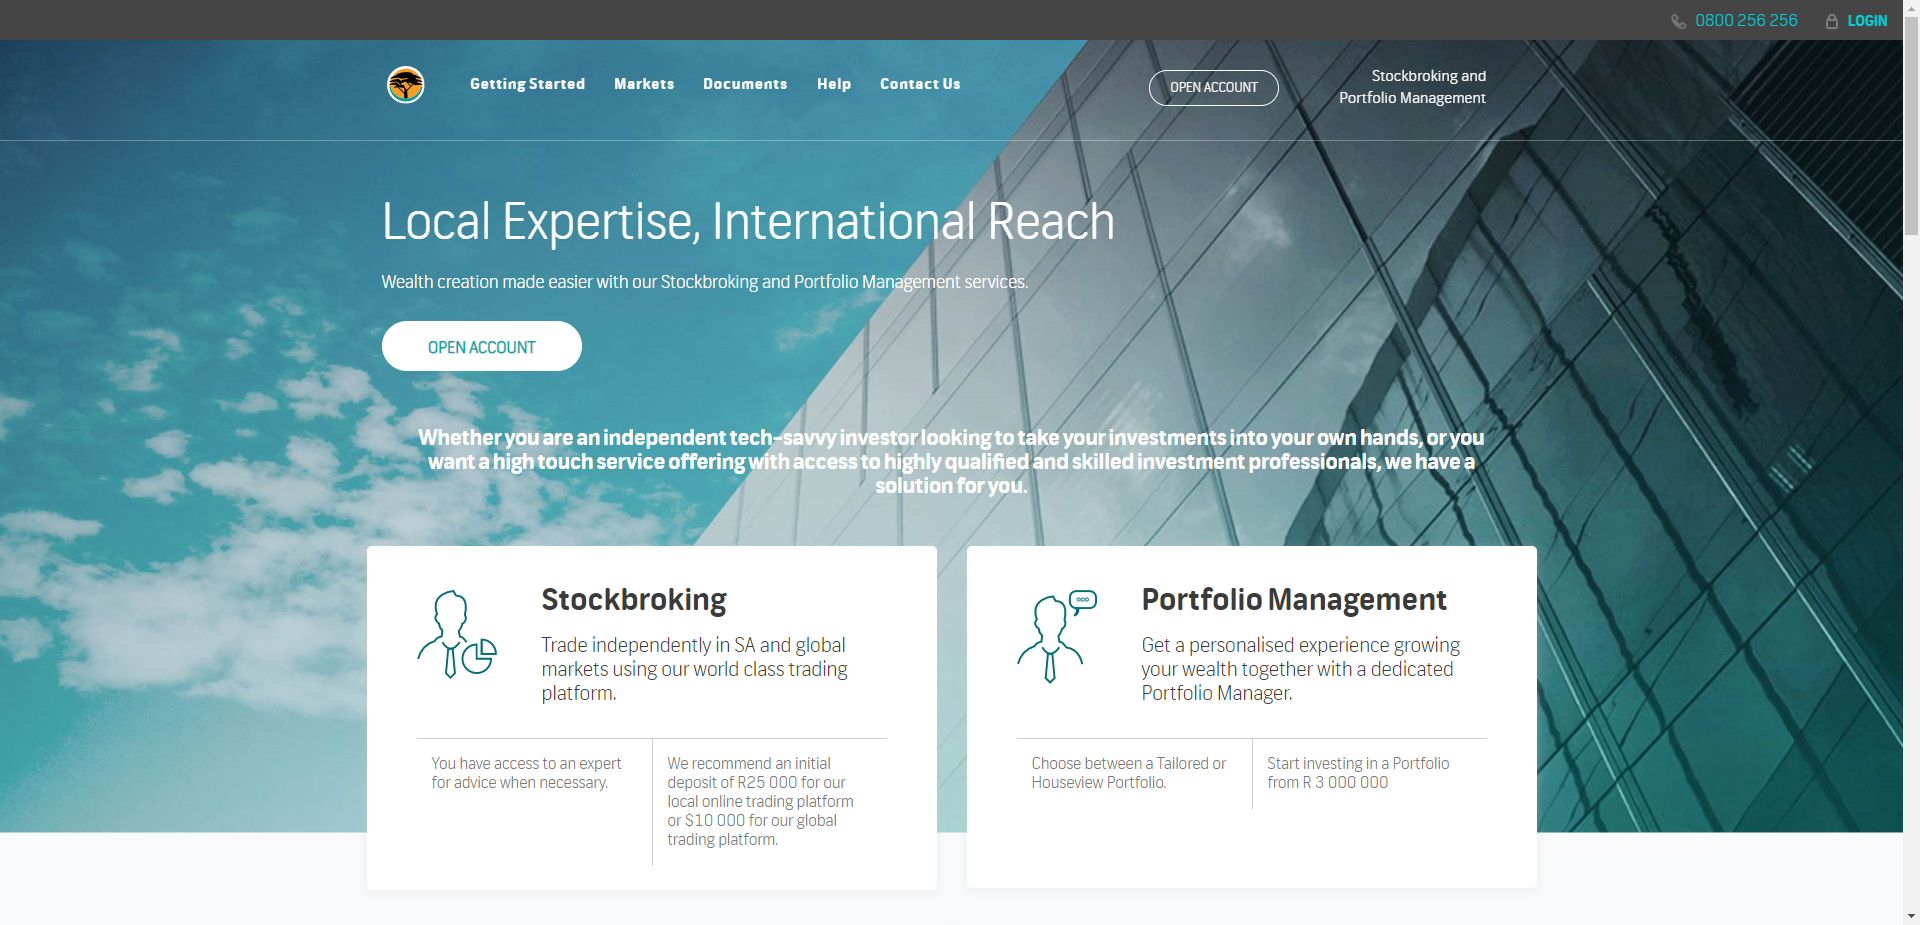 0800 256 256
LOGIN
Getting Started
Markets
Documents
Help
Contact Us
OPEN ACCOUNT
Stockbroking and
Portfolio Management
Local Expertise, International Reach
Wealth creation made easier with our Stockbroking and Portfolio Management services.
OPEN ACCOUNT
Whether you are an independent tech-savvy investor looking to take your investments into your own hands, or you
want a high touch service offering with access to highly qualified and skilled investment professionals, we have a
solution for you.
Stockbroking
Trade independently in SA and global
markets using our world class trading
platform.
You have access to an expert
for advice when necessary.
We recommend an initial
deposit of R25 000 for our
local online trading platform
or $10 000 for our global
trading platform.
Portfolio Management
Get a personalised experience growing
your wealth together with a dedicated
Portfolio Manager.
Choose between a Tailored or
Houseview Portfolio.
Start investing in a Portfolio
from R 3 000 000